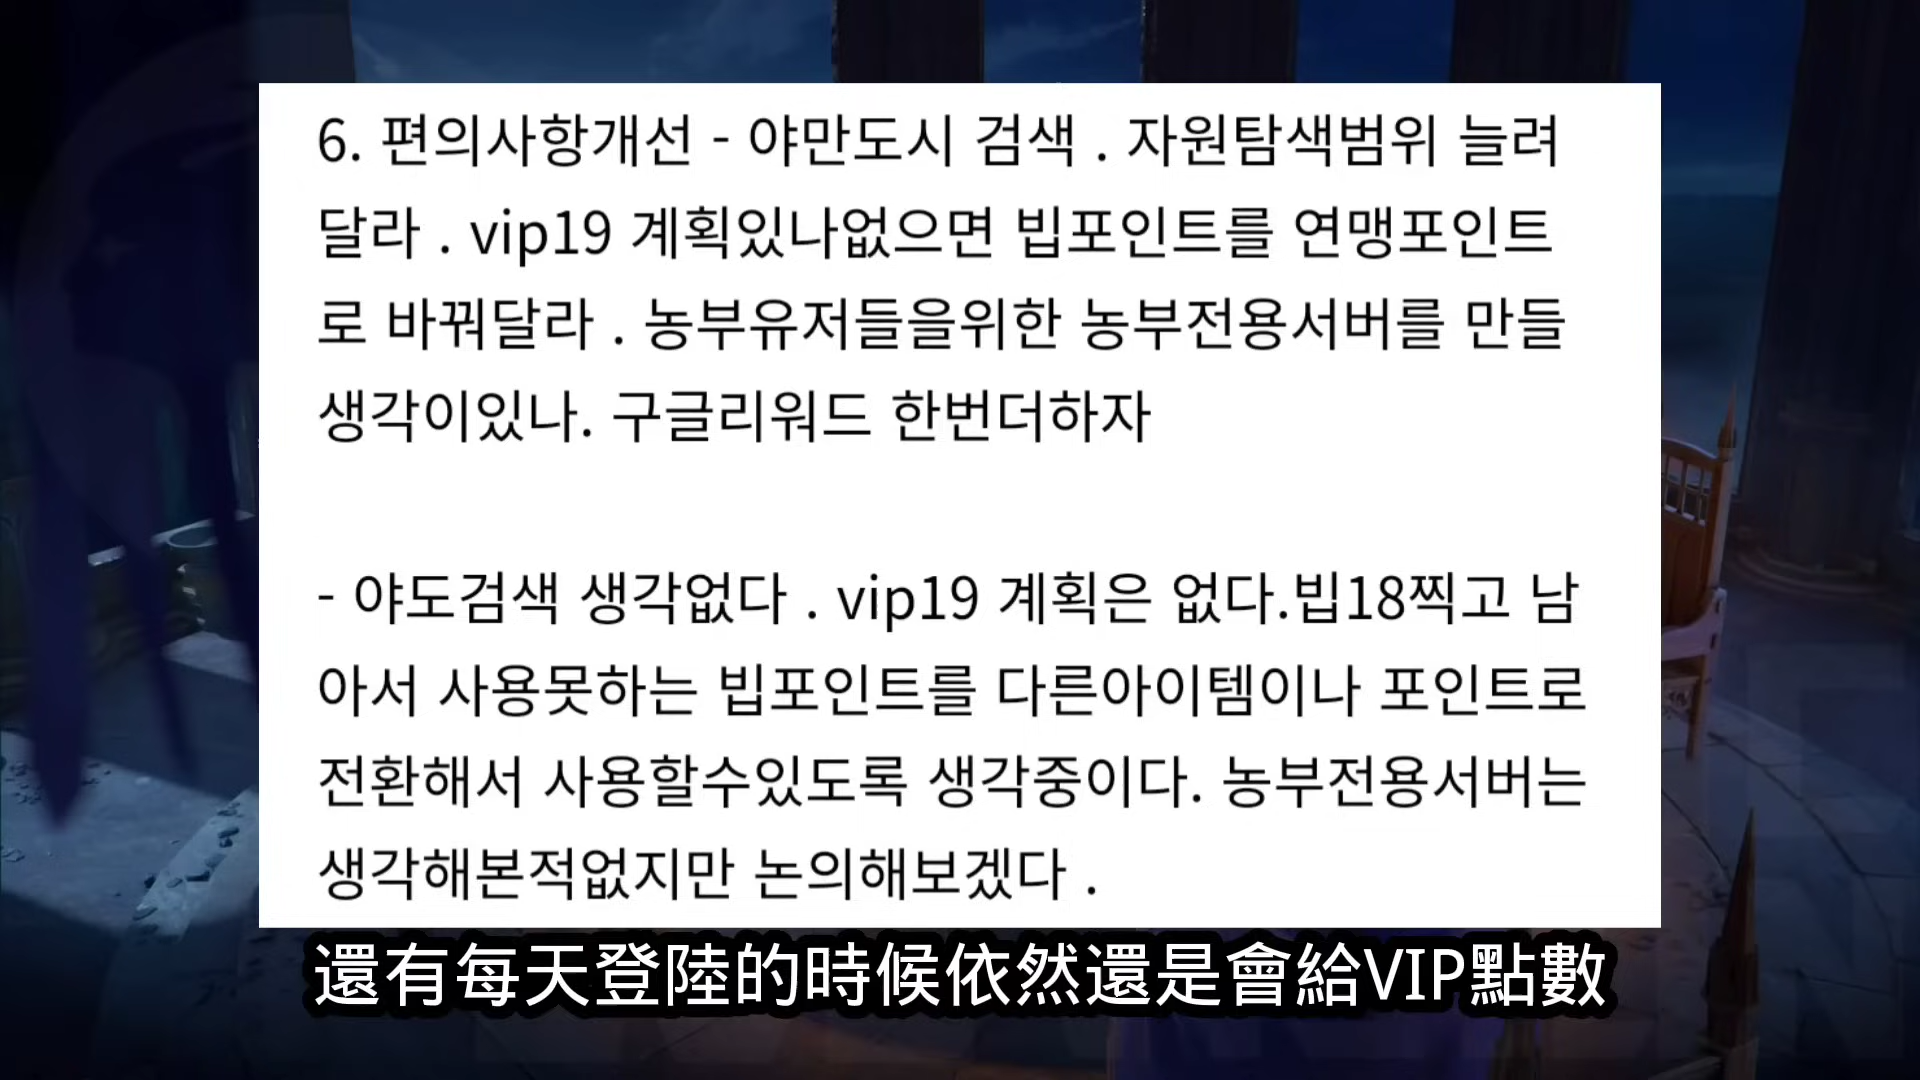 6. 편의사항개선 - 야만도시 검색 . 자원탐색범위 늘려
달라 . vip19 계획있나없으면 빕포인트를 연맹포인트
로 바꿔달라 . 농부유저들을위한 농부전용서버를 만들
생각이있나. 구글리워드 한번더하자
- 야도검색 생각없다 . vip19 계획은 없다.빕18찍고 남
아서 사용못하는 빕포인트를 다른아이템이나 포인트로
전환해서 사용할수있도록 생각중이다. 농부전용서버는
생각해본적없지만 논의해보겠다 .
還有每天登陸的時候依然還是會給VIP點數